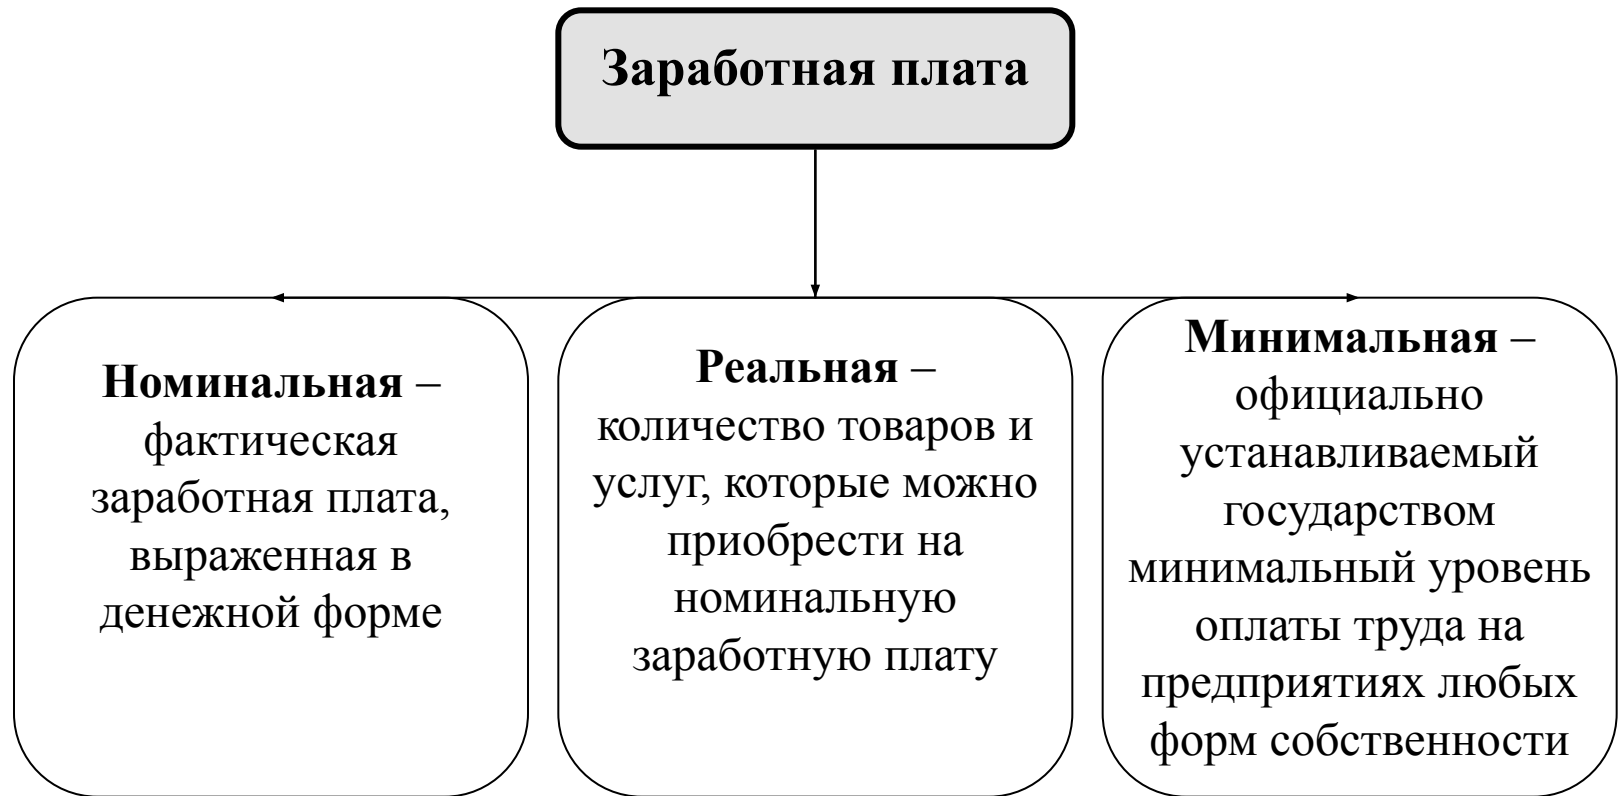 Заработная плата
Номинальная –
фактическая
заработная плата,
выраженная в
денежной форме
Реальная –
количество товаров и
услуг, которые можно
приобрести на
номинальную
заработную плату
Минимальная –
официально
устанавливаемый
государством
минимальный уровень
оплаты труда на
предприятиях любых
форм собственности